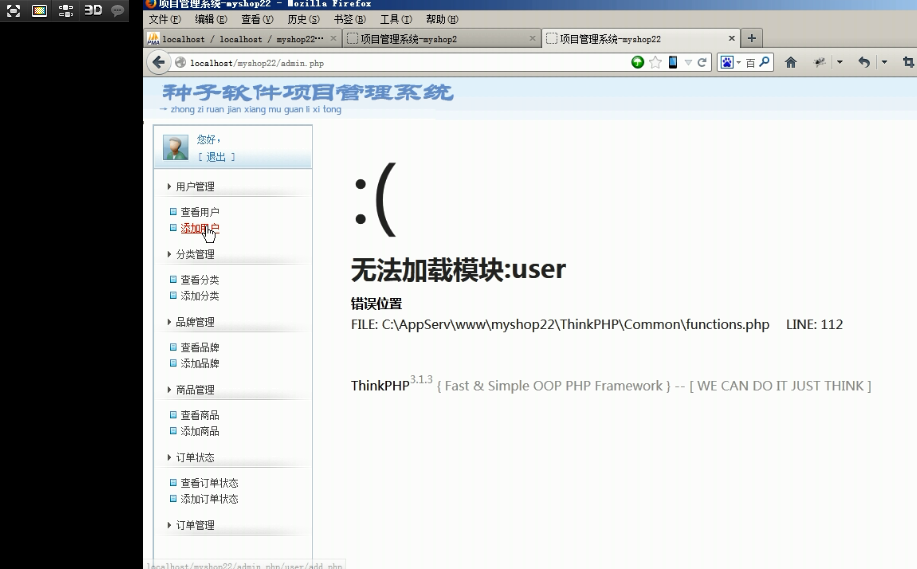 3D
项目管理系统-myshop22 - Mozilla Firefox
文件(F) 编辑(E) 查看(V) 历史(S) 书签(B) 工具(T) 帮助(H)
localhost / localhost / myshop22···
项目管理系统-myshop2
项目管理系统-myshop22
localhost/myshop22/admin.php
百
种子软件项目管理系统
→ zhong zi ruan jian xiang mu guan li xi tong
您好，
[ 退出 ]
用户管理
查看用户
添加用户
分类管理
查看分类
添加分类
品牌管理
查看品牌
添加品牌
商品管理
查看商品
添加商品
订单状态
查看订单状态
添加订单状态
订单管理
:(
无法加载模块:user
错误位置
FILE: C:\AppServ\www\myshop22\ThinkPHP\Common\functions.php LINE: 112
ThinkPHP3.1.3 { Fast & Simple OOP PHP Framework } -- [ WE CAN DO IT JUST THINK ]
localhost/myshop22/admin.php/user/add.php